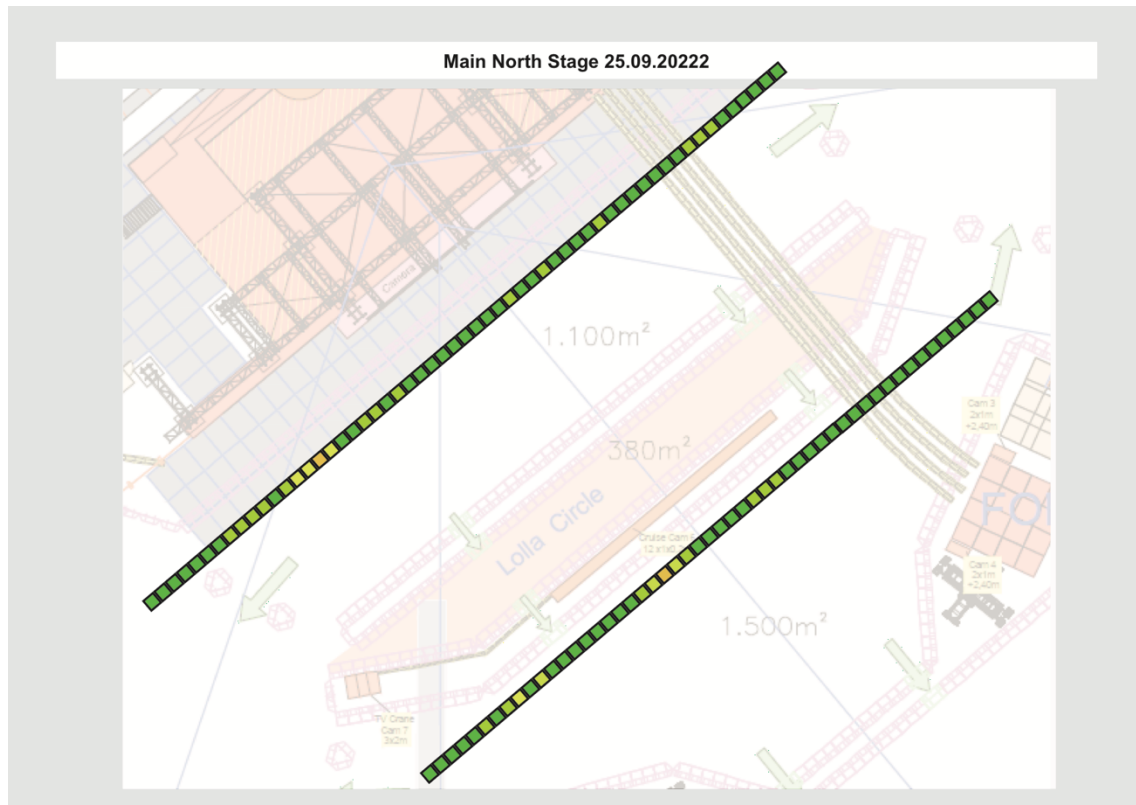 Main North Stage 25.09.20222
1.100m²
380m²
Lolla Circle
Cam 3
2x1m
+2,40m
FO
Cam 4
2x1m
+2,40m
1.500m²
TV Crane
Cam 7
3x2m